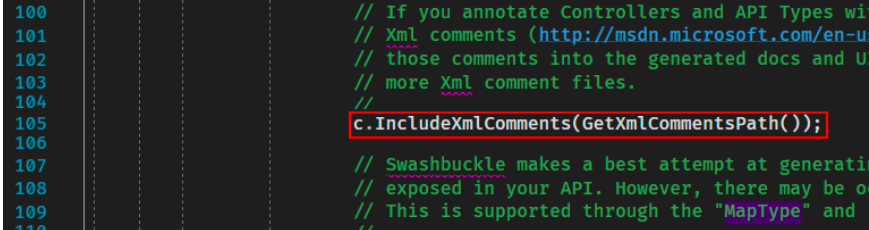 100 // If you annotate Controllers and API Types wi
101 // Xml comments (http://msdn.microsoft.com/en-u
102 // those comments into the generated docs and U
103 // more Xml comment files.
104 //
105 c.IncludeXmlComments(GetXmlCommentsPath());
106
107 // Swashbuckle makes a best attempt at generati
108 // exposed in your API. However, there may be o
109 // This is supported through the "MapType" and
110 //